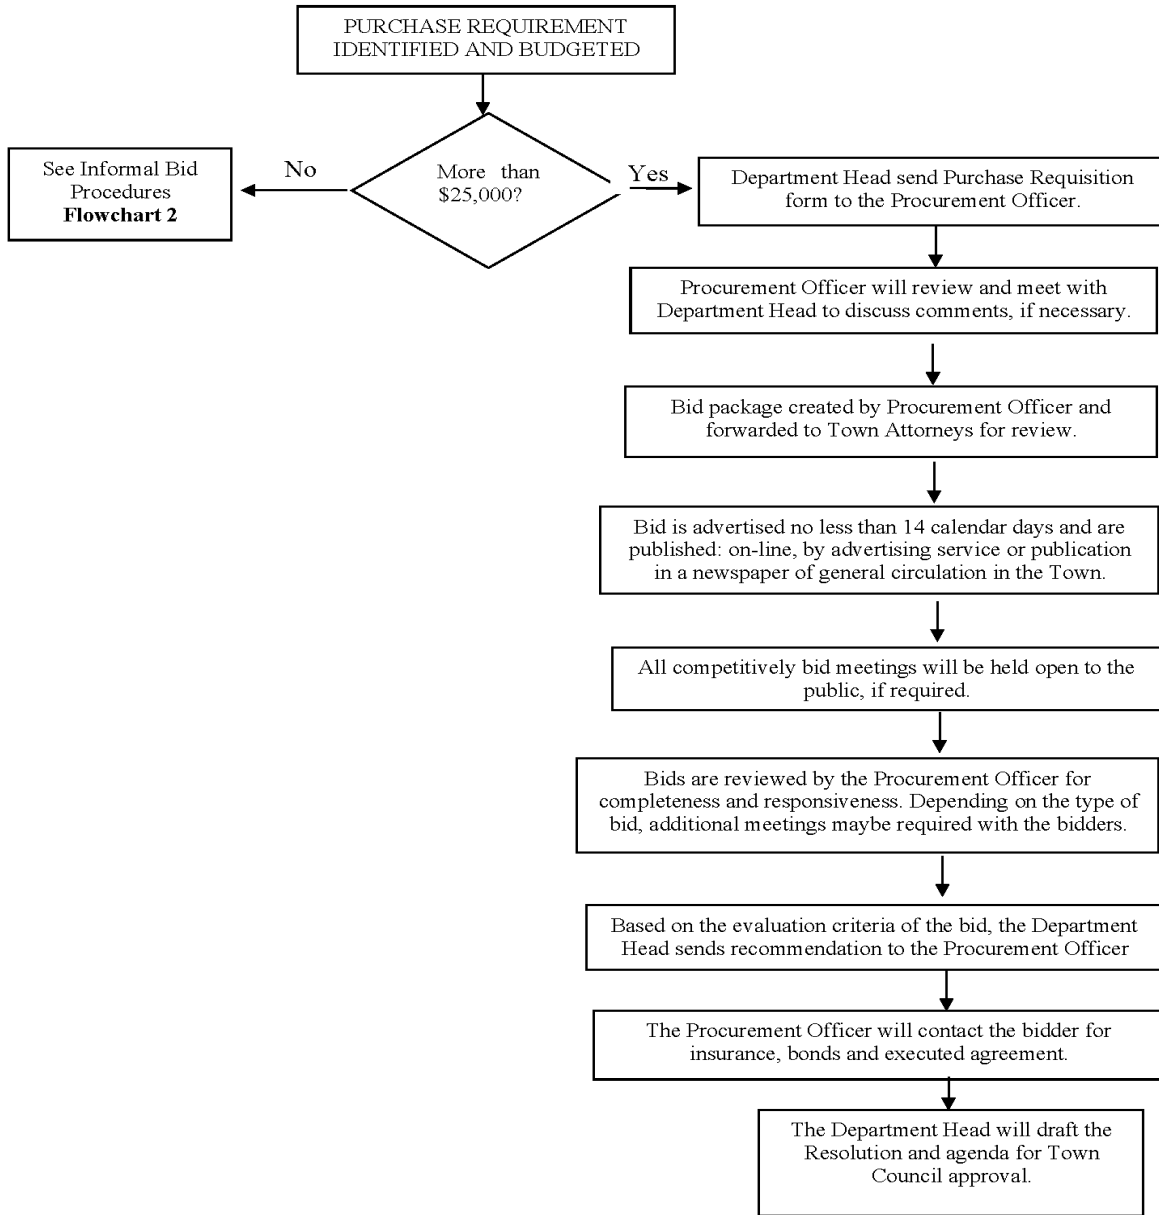 PURCHASE REQUIREMENT
IDENTIFIED AND BUDGETED
More than
$25,000?
No
Yes
See Informal Bid
Procedures
Flowchart 2
Department Head send Purchase Requisition
form to the Procurement Officer.
Procurement Officer will review and meet with
Department Head to discuss comments, if necessary.
Bid package created by Procurement Officer and
forwarded to Town Attorneys for review.
Bid is advertised no less than 14 calendar days and are
published: on-line, by advertising service or publication
in a newspaper of general circulation in the Town.
All competitively bid meetings will be held open to the
public, if required.
Bids are reviewed by the Procurement Officer for
completeness and responsiveness. Depending on the type of
bid, additional meetings maybe required with the bidders.
Based on the evaluation criteria of the bid, the Department
Head sends recommendation to the Procurement Officer
The Procurement Officer will contact the bidder for
insurance, bonds and executed agreement.
The Department Head will draft the
Resolution and agenda for Town
Council approval.